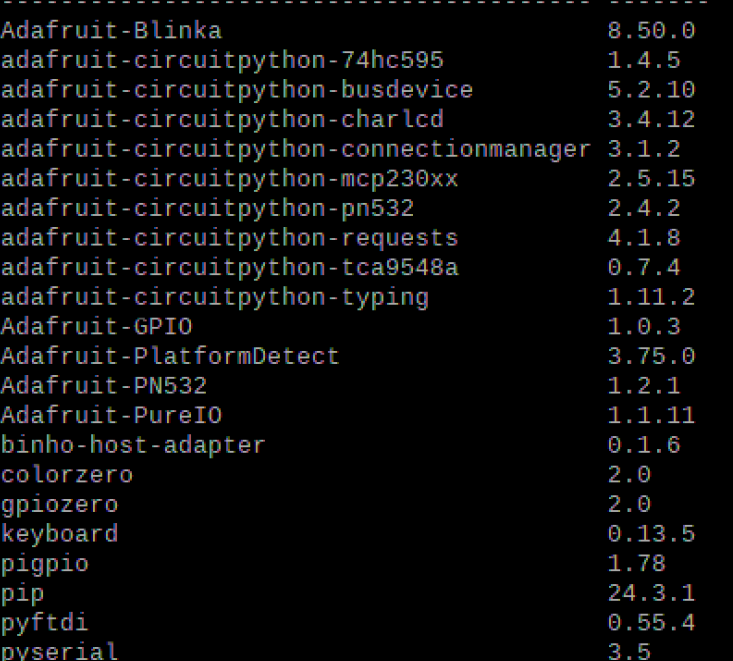 --------------------------------------- -------
Adafruit-Blinka 8.50.0
adafruit-circuitpython-74hc595 1.4.5
adafruit-circuitpython-busdevice 5.2.10
adafruit-circuitpython-charlcd 3.4.12
adafruit-circuitpython-connectionmanager 3.1.2
adafruit-circuitpython-mcp230xx 2.5.15
adafruit-circuitpython-pn532 2.4.2
adafruit-circuitpython-requests 4.1.8
adafruit-circuitpython-tca9548a 0.7.4
adafruit-circuitpython-typing 1.11.2
Adafruit-GPIO 1.0.3
Adafruit-PlatformDetect 3.75.0
Adafruit-PN532 1.2.1
Adafruit-PureIO 1.1.11
binho-host-adapter 0.1.6
colorzero 2.0
gpiozero 2.0
keyboard 0.13.5
pigpio 1.78
pip 24.3.1
pyftdi 0.55.4
pyserial 3.5